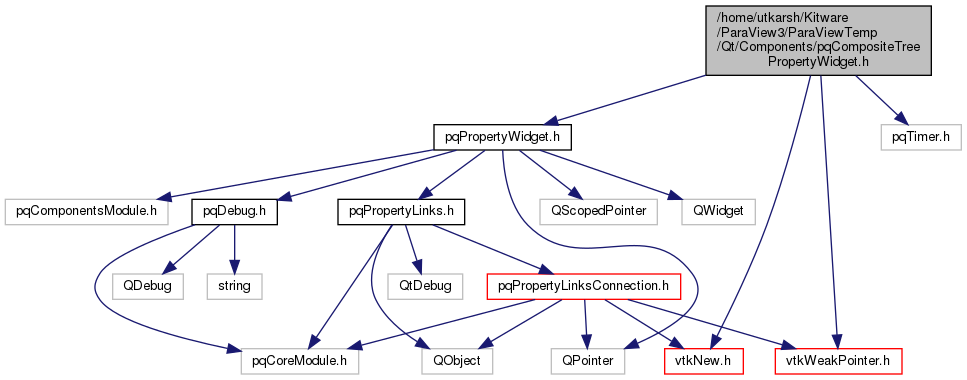 /home/utkarsh/Kitware
/ParaView3/ParaViewTemp
/Qt/Components/pqCompositeTree
PropertyWidget.h
pqPropertyWidget.h
pqTimer.h
pqComponentsModule.h
pqDebug.h
pqPropertyLinks.h
QScopedPointer
QWidget
QDebug
string
QtDebug
pqPropertyLinksConnection.h
pqCoreModule.h
QObject
QPointer
vtkNew.h
vtkWeakPointer.h